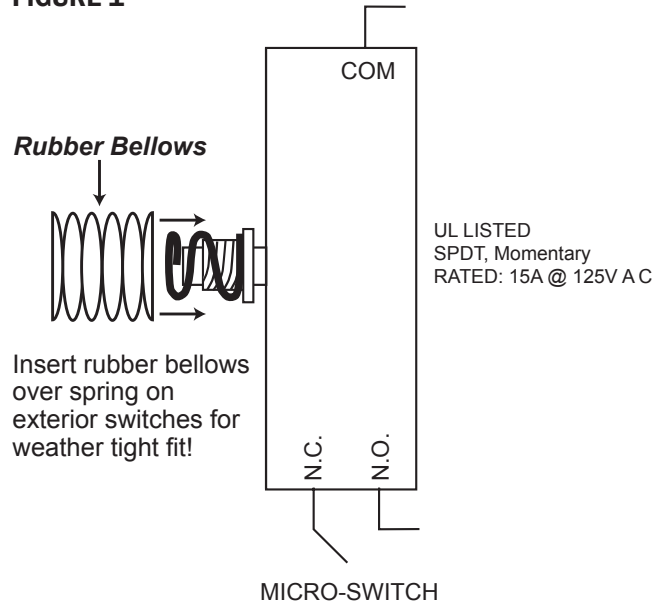 FIGURE 1
COM
Rubber Bellows
UL LISTED
SPDT, Momentary
RATED: 15A @ 125V A C
Insert rubber bellows
over spring on
exterior switches for
weather tight fit!
N.C.
N.O.
MICRO-SWITCH